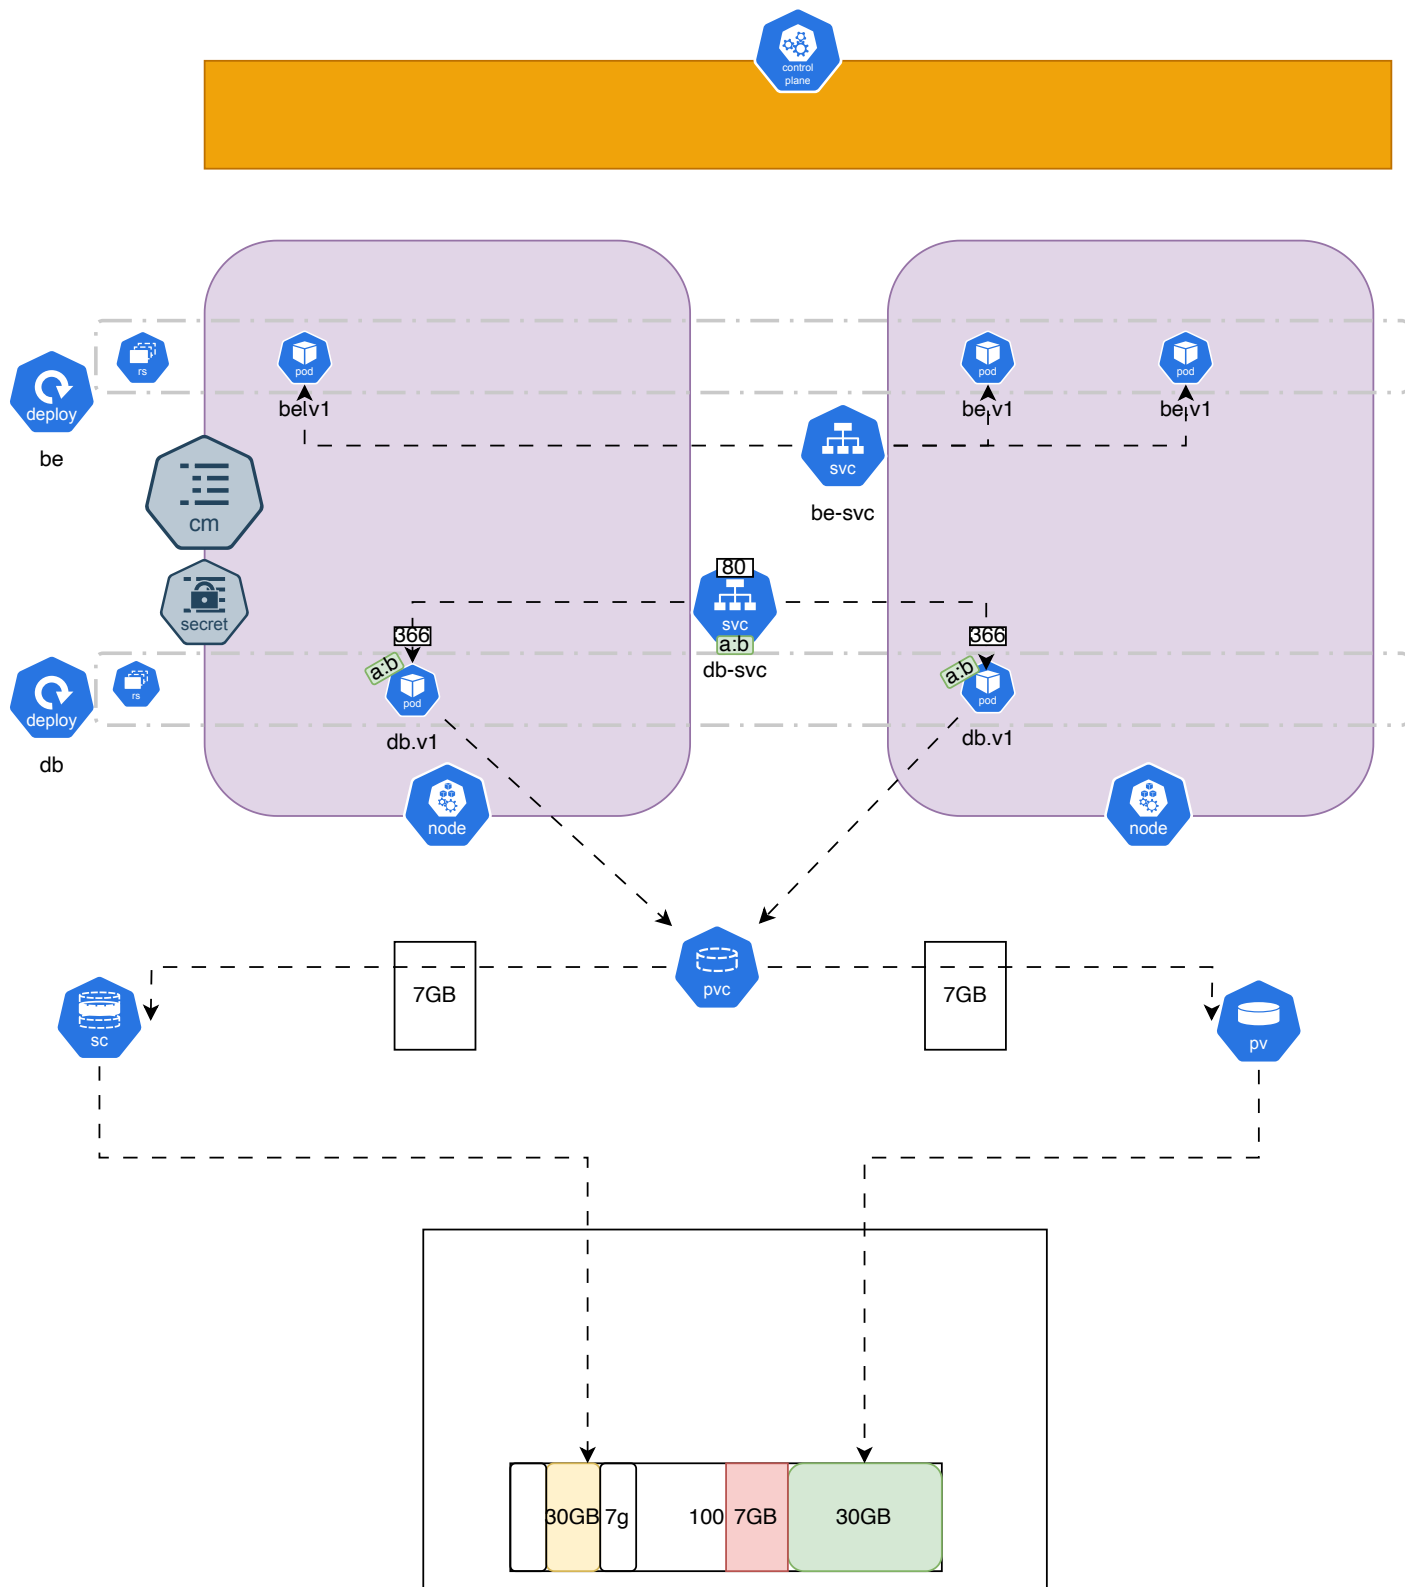 control
plane
rs
pod
pod
pod
deploy
be.v1
be.v1
be.v1
be
svc
cm
be-svc
80
secret
svc
366
366
a:b
a:b
a:b
db-svc
rs
pod
pod
deploy
db.v1
db.v1
db
node
node
7GB
pvc
7GB
sc
pv
30GB
7g
100
7GB
30GB